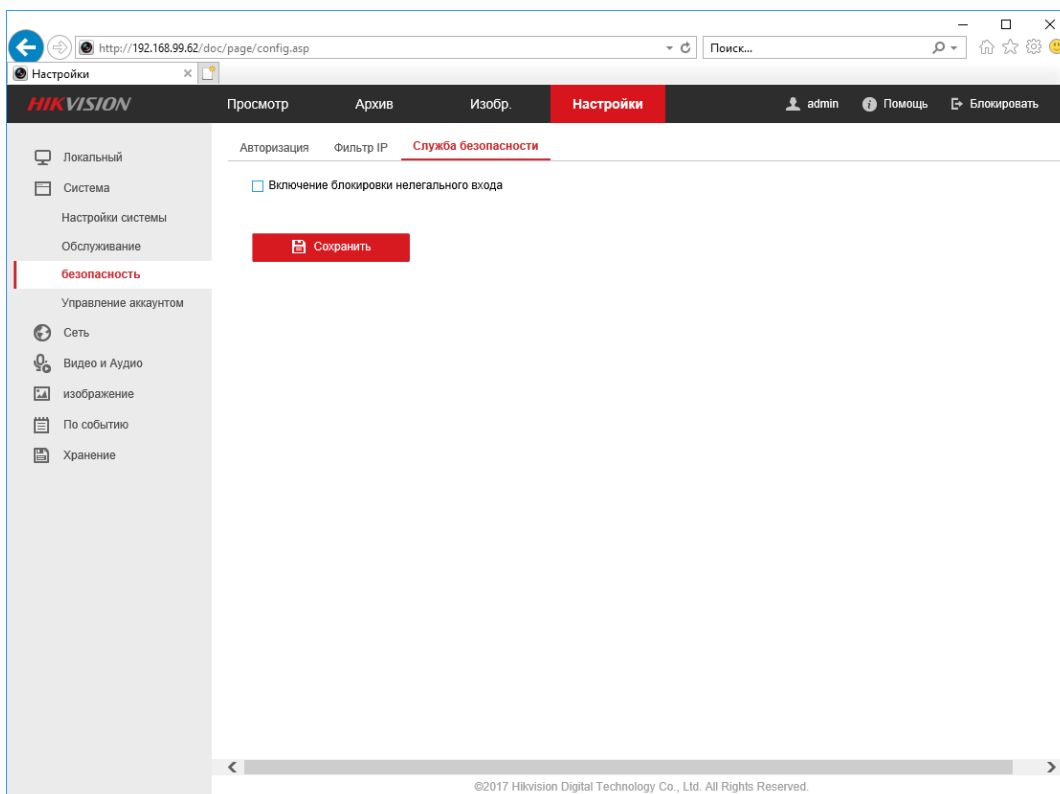 http://192.168.99.62/doc/page/config.asp
Поиск...
Настройки
HIKVISION
Просмотр
Архив
Изобр.
Настройки
admin
Помощь
Блокировать
Локальный
Система
Настройки системы
Обслуживание
безопасность
Управление аккаунтом
Сеть
Видео и Аудио
изображение
По событию
Хранение
Авторизация
Фильтр IP
Служба безопасности
Включение блокировки нелегального входа
Сохранить
©2017 Hikvision Digital Technology Co., Ltd. All Rights Reserved.